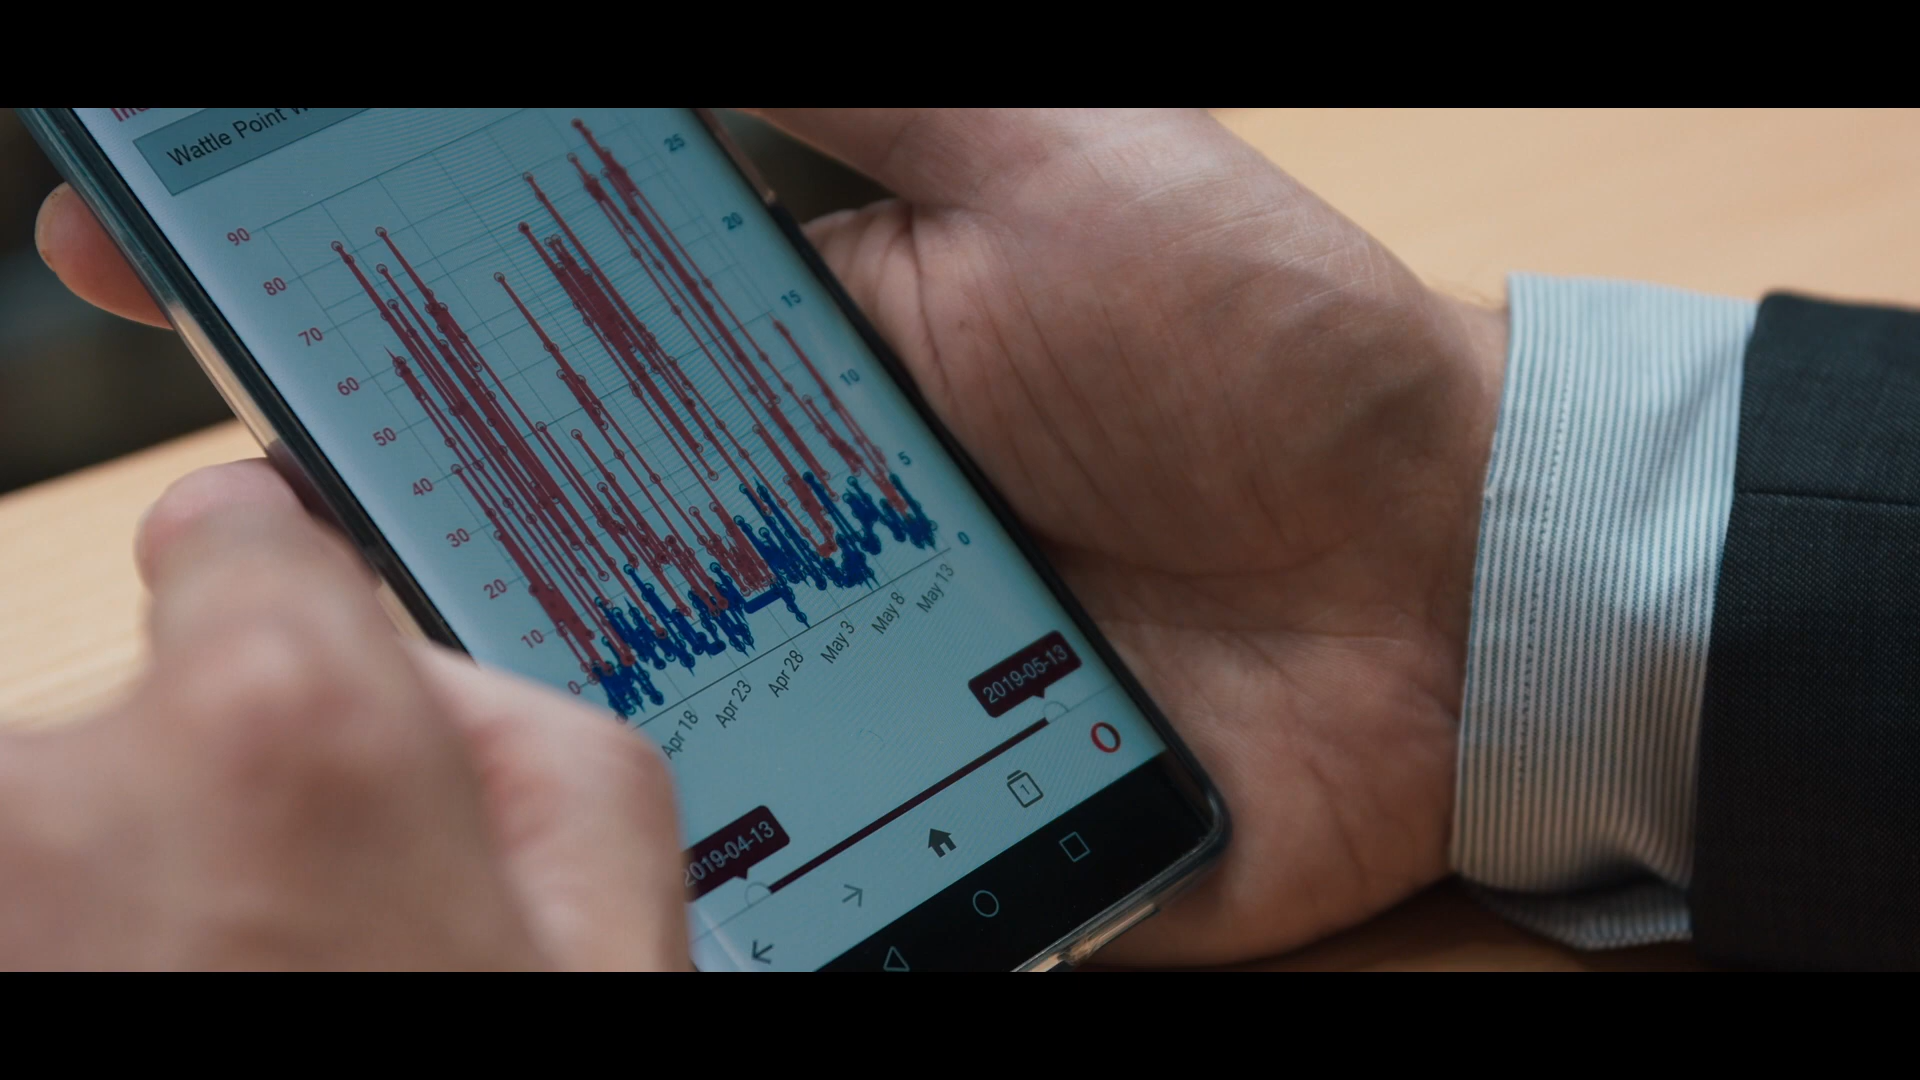 Wattle Point
90
80
70
60
50
40
30
20
10
0
25
20
15
10
5
0
Apr 18
Apr 23
Apr 28
May 3
May 8
May 13
2019-04-13
2019-05-13
1